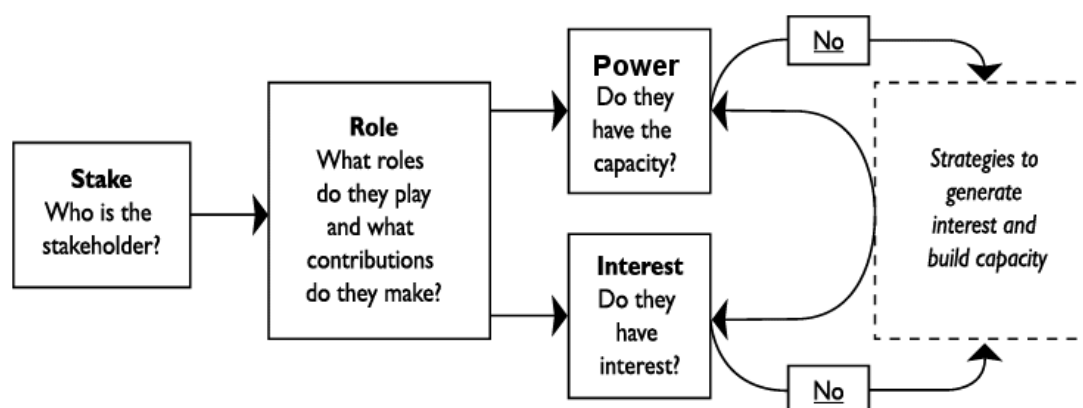 Stake
Who is the
stakeholder?
Role
What roles
do they play
and what
contributions
do they make?
Power
Do they
have the
capacity?
Interest
Do they
have
interest?
No
No
Strategies to
generate
interest and
build capacity